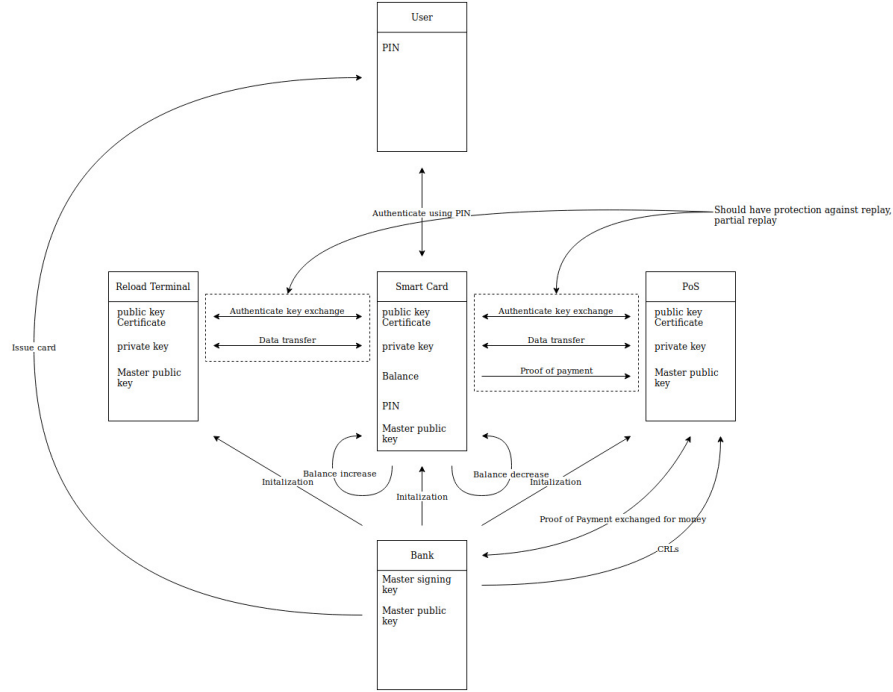 User
PIN
Authenticate using PIN
Should have protection against replay,
partial replay
Reload Terminal
public key
Certificate
private key
Master public
key
Authenticate key exchange
Data transfer
Smart Card
public key
Certificate
private key
Balance
PIN
Master public
key
Authenticate key exchange
Data transfer
Proof of payment
PoS
public key
Certificate
private key
Master public
key
Issue card
Balance increase
Balance decrease
Initalization
Initalization
Initalization
Proof of Payment exchanged for money
CRLs
Bank
Master signing
key
Master public
key